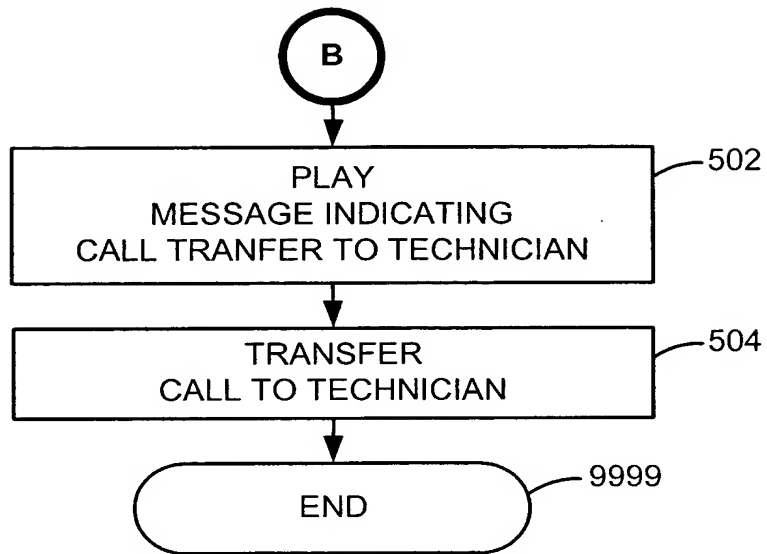 B
PLAY
MESSAGE INDICATING
CALL TRANFER TO TECHNICIAN
502
TRANSFER
CALL TO TECHNICIAN
504
END
9999